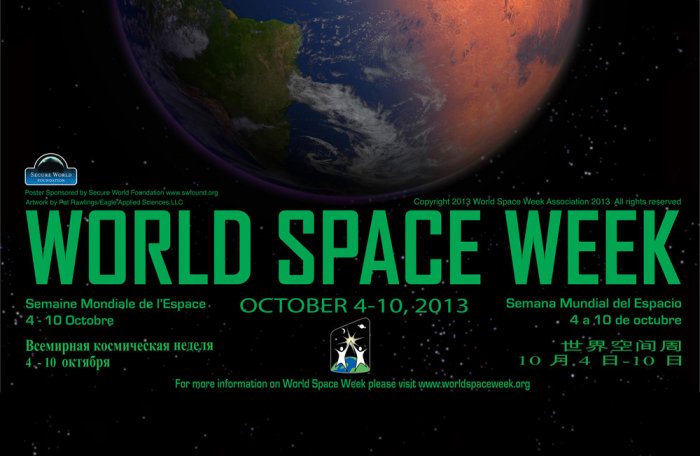 SECURE WORLD
FOUNDATION
Poster Sponsored by Secure World Foundation www.swfound.org
Artwork by Pat Rawlings/Eagle Applied Sciences,LLC
Copyright 2013 World Space Week Association 2013 All rights reserved
WORLD SPACE WEEK
Semaine Mondiale de l'Espace
4 - 10 Octobre
OCTOBER 4-10, 2013
Semana Mundial del Espacio
4 a 10 de octubre
Всемирная космическая неделя
4 - 10 октября
世界空间周
10月4日-10日
For more information on World Space Week please visit www.worldspaceweek.org